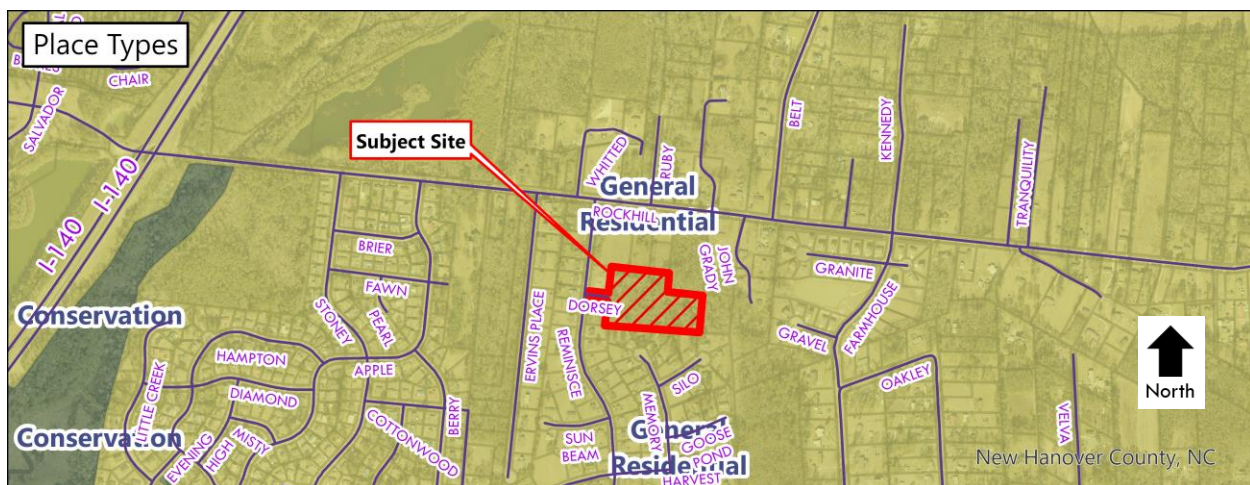 Place Types
CHAIR
SALVADOR
I-140
I-140
Subject Site
WHITTED
RUBY
BELT
KENNEDY
TRANQUILITY
General
Residential
ROCKHILL
JOHN
GRADY
BRIER
FAWN
STONEY
PEARL
APPLE
DORSEY
ERVINS PLACE
REMINISCE
GRANITE
GRAVEL
FARMHOUSE
OAKLEY
VELVA
North
Conservation
LITTLE CREEK
HAMPTON
DIAMOND
COTTONWOOD
BERRY
Conservation
EVENING
HIGH
MISTY
SUN
BEAM
MEMORY
SILO
General
Residential
GOOSE
POND
HARVEST
New Hanover County, NC